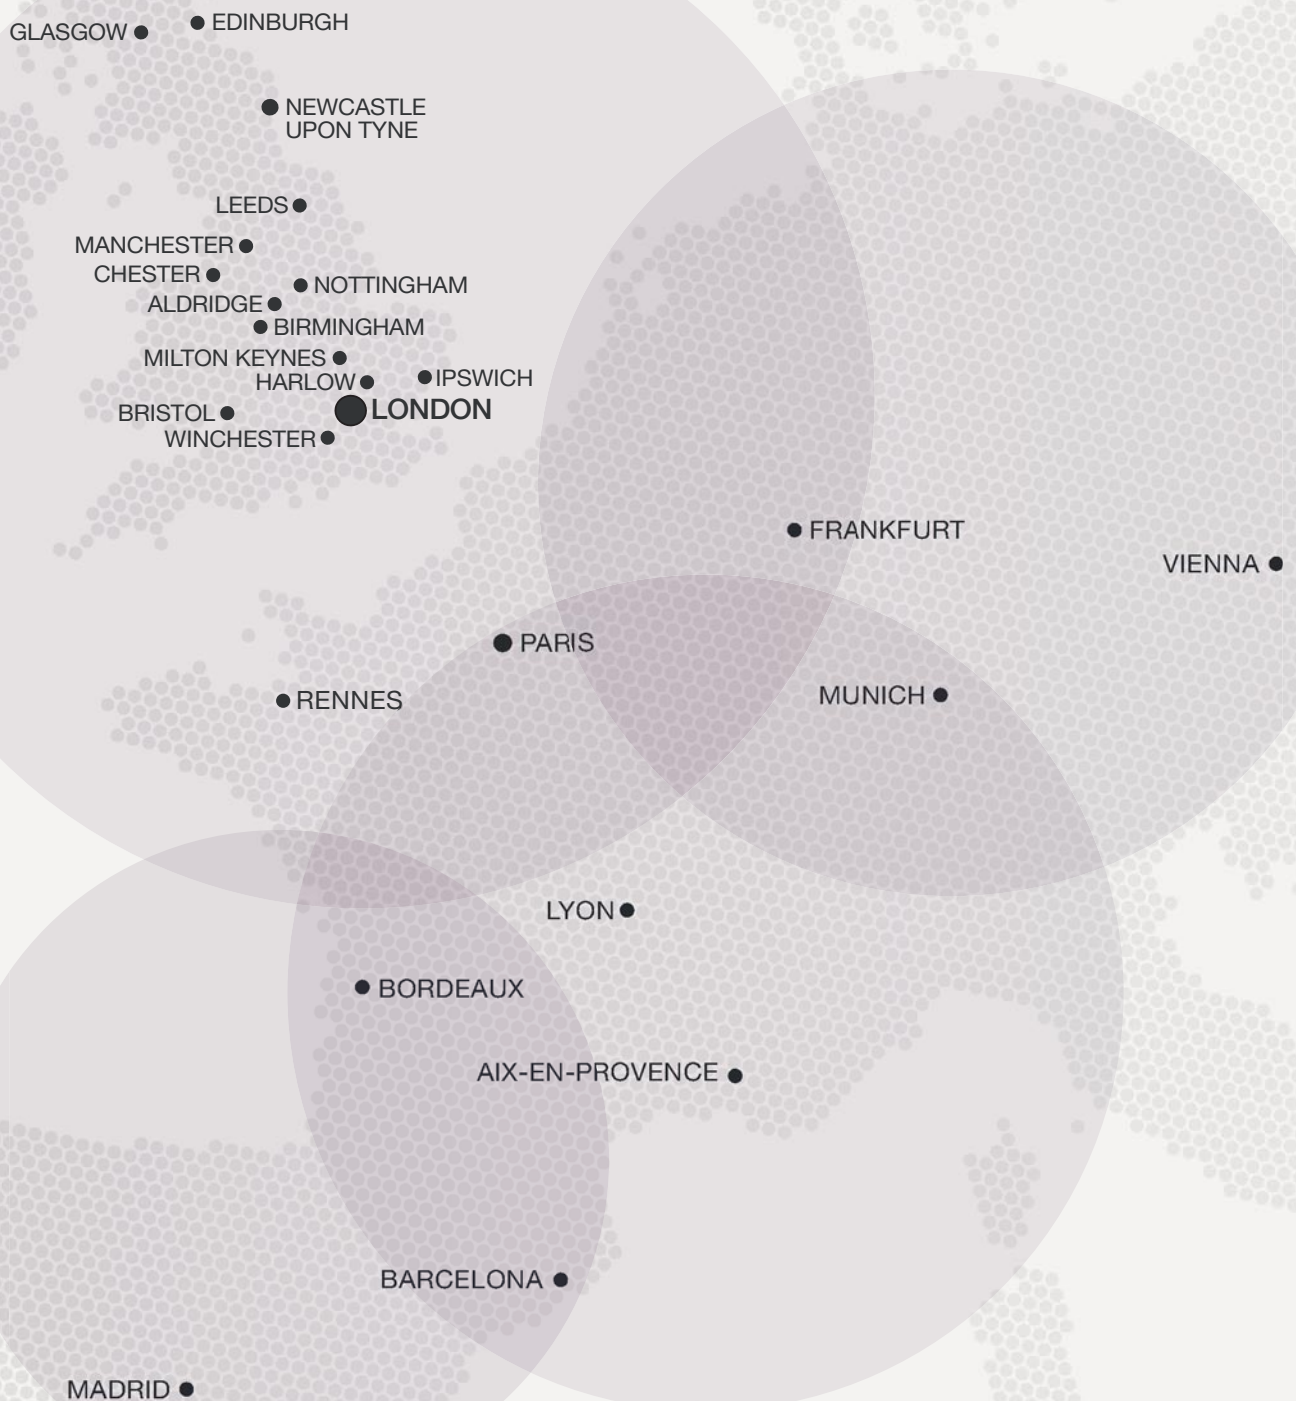 GLASGOW
EDINBURGH
NEWCASTLE
UPON TYNE
LEEDS
MANCHESTER
CHESTER
NOTTINGHAM
ALDRIDGE
BIRMINGHAM
MILTON KEYNES
HARLOW
IPSWICH
BRISTOL
LONDON
WINCHESTER
FRANKFURT
VIENNA
PARIS
RENNES
MUNICH
LYON
BORDEAUX
AIX-EN-PROVENCE
BARCELONA
MADRID